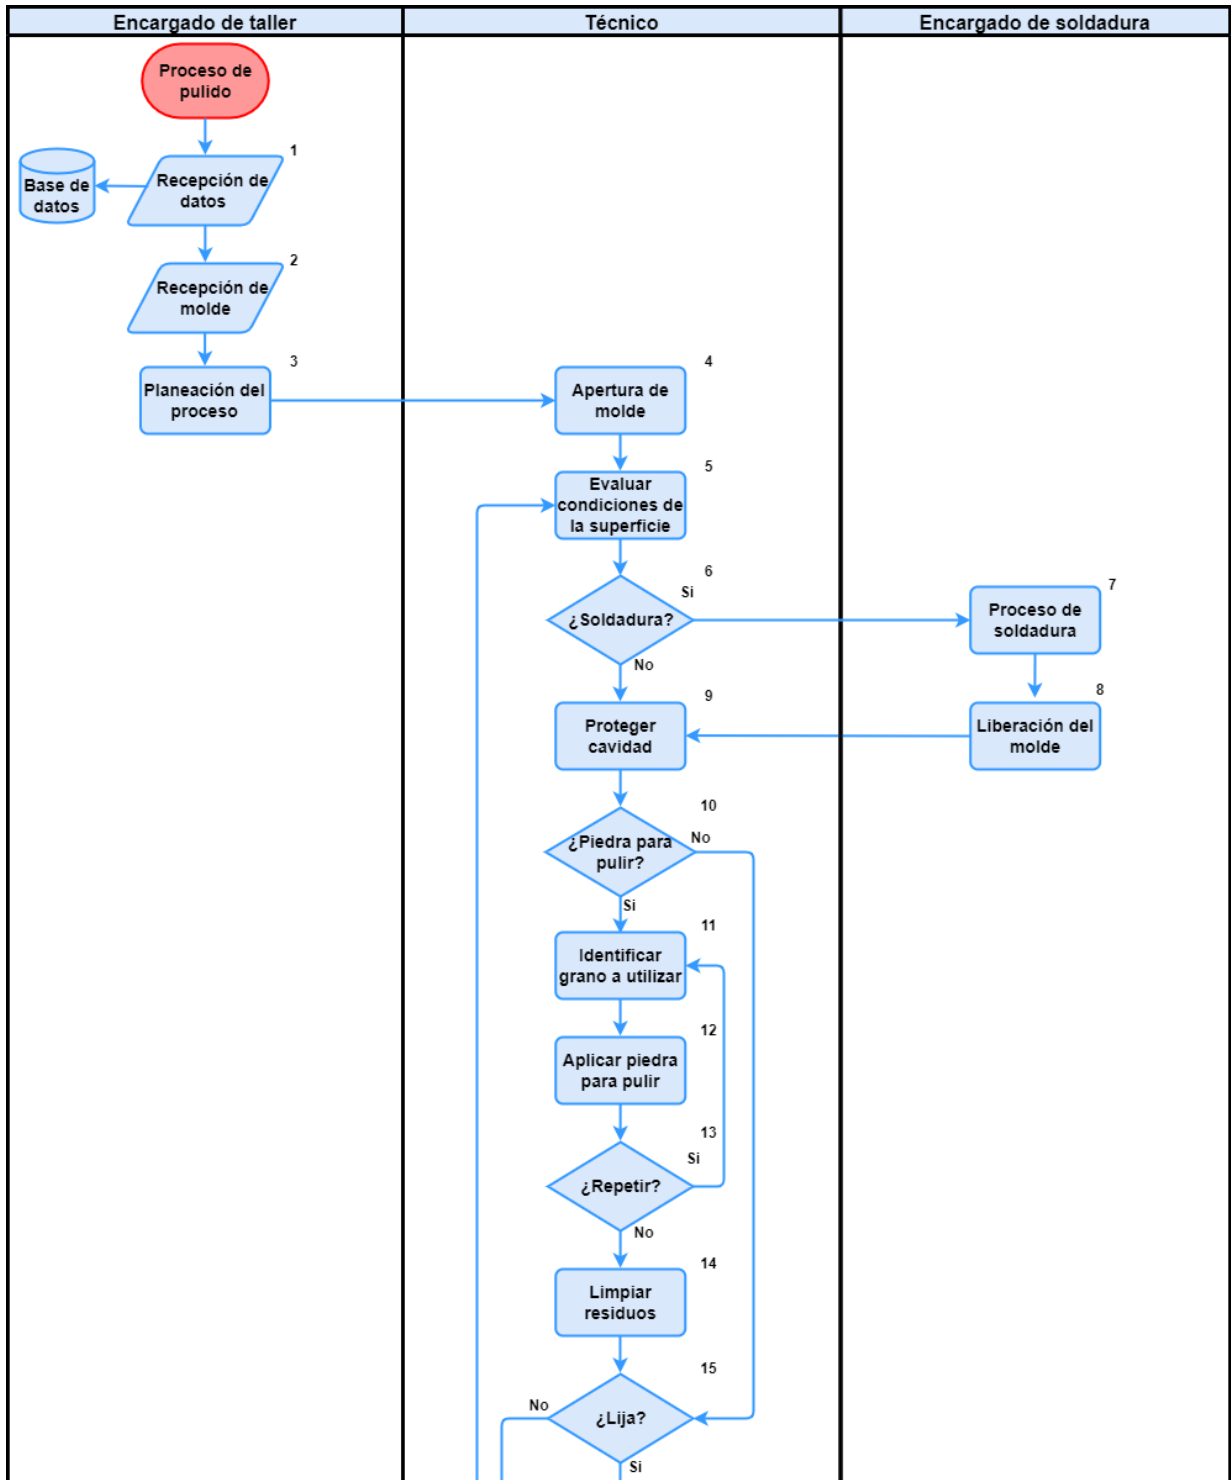 Encargado de taller
Técnico
Encargado de soldadura
Proceso de
pulido
1
Base de
datos
Recepción de
datos
2
Recepción de
molde
3
Planeación del
proceso
4
Apertura de
molde
5
Evaluar
condiciones de
la superficie
6
Si
¿Soldadura?
No
7
Proceso de
soldadura
8
Liberación del
molde
9
Proteger
cavidad
10
¿Piedra para
pulir?
No
Si
11
Identificar
grano a utilizar
12
Aplicar piedra
para pulir
13
Si
¿Repetir?
No
14
Limpiar
residuos
15
No
¿Lija?
Si